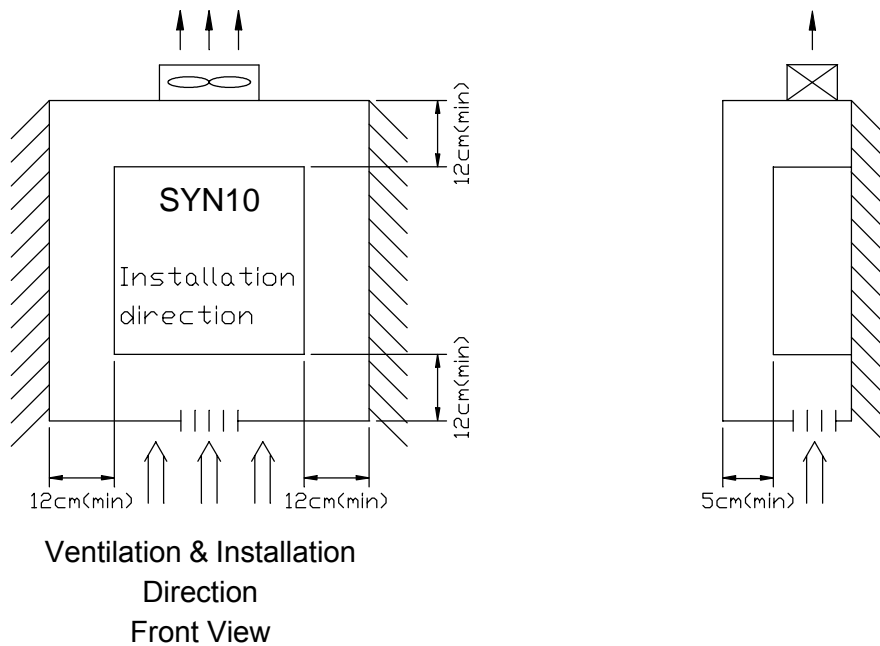 12cm(min)
SYN10
Installation
direction
12cm(min)
12cm(min)
12cm(min)
5cm(min)
Ventilation & Installation
Direction
Front View